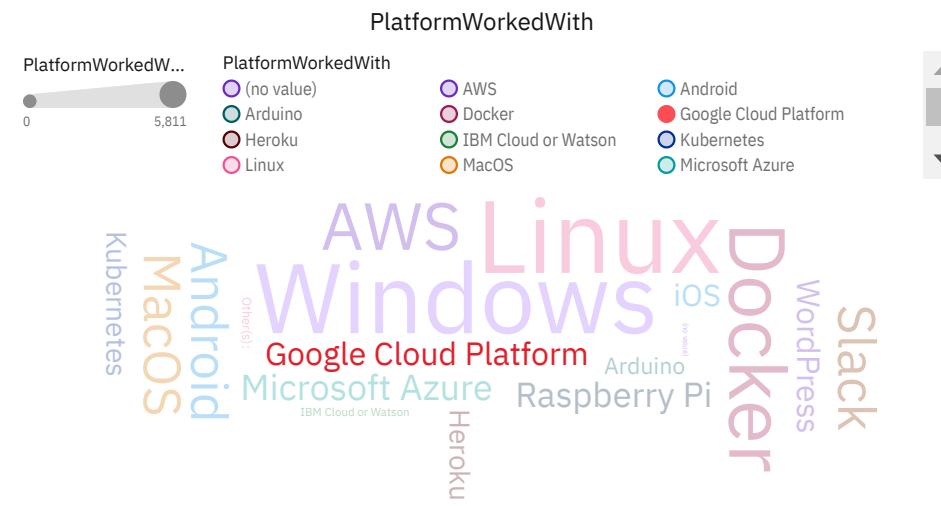 PlatformWorkedWith
PlatformWorkedW...
0
5,811
PlatformWorkedWith
(no value)
AWS
Android
Arduino
Docker
Google Cloud Platform
Heroku
IBM Cloud or Watson
Kubernetes
Linux
MacOS
Microsoft Azure
Kubernetes
MacOS
Android
Other(s):
AWS
Linux
Windows
iOS
(no value)
Docker
WordPress
Slack
Google Cloud Platform
Arduino
Microsoft Azure
Raspberry Pi
IBM Cloud or Watson
Heroku